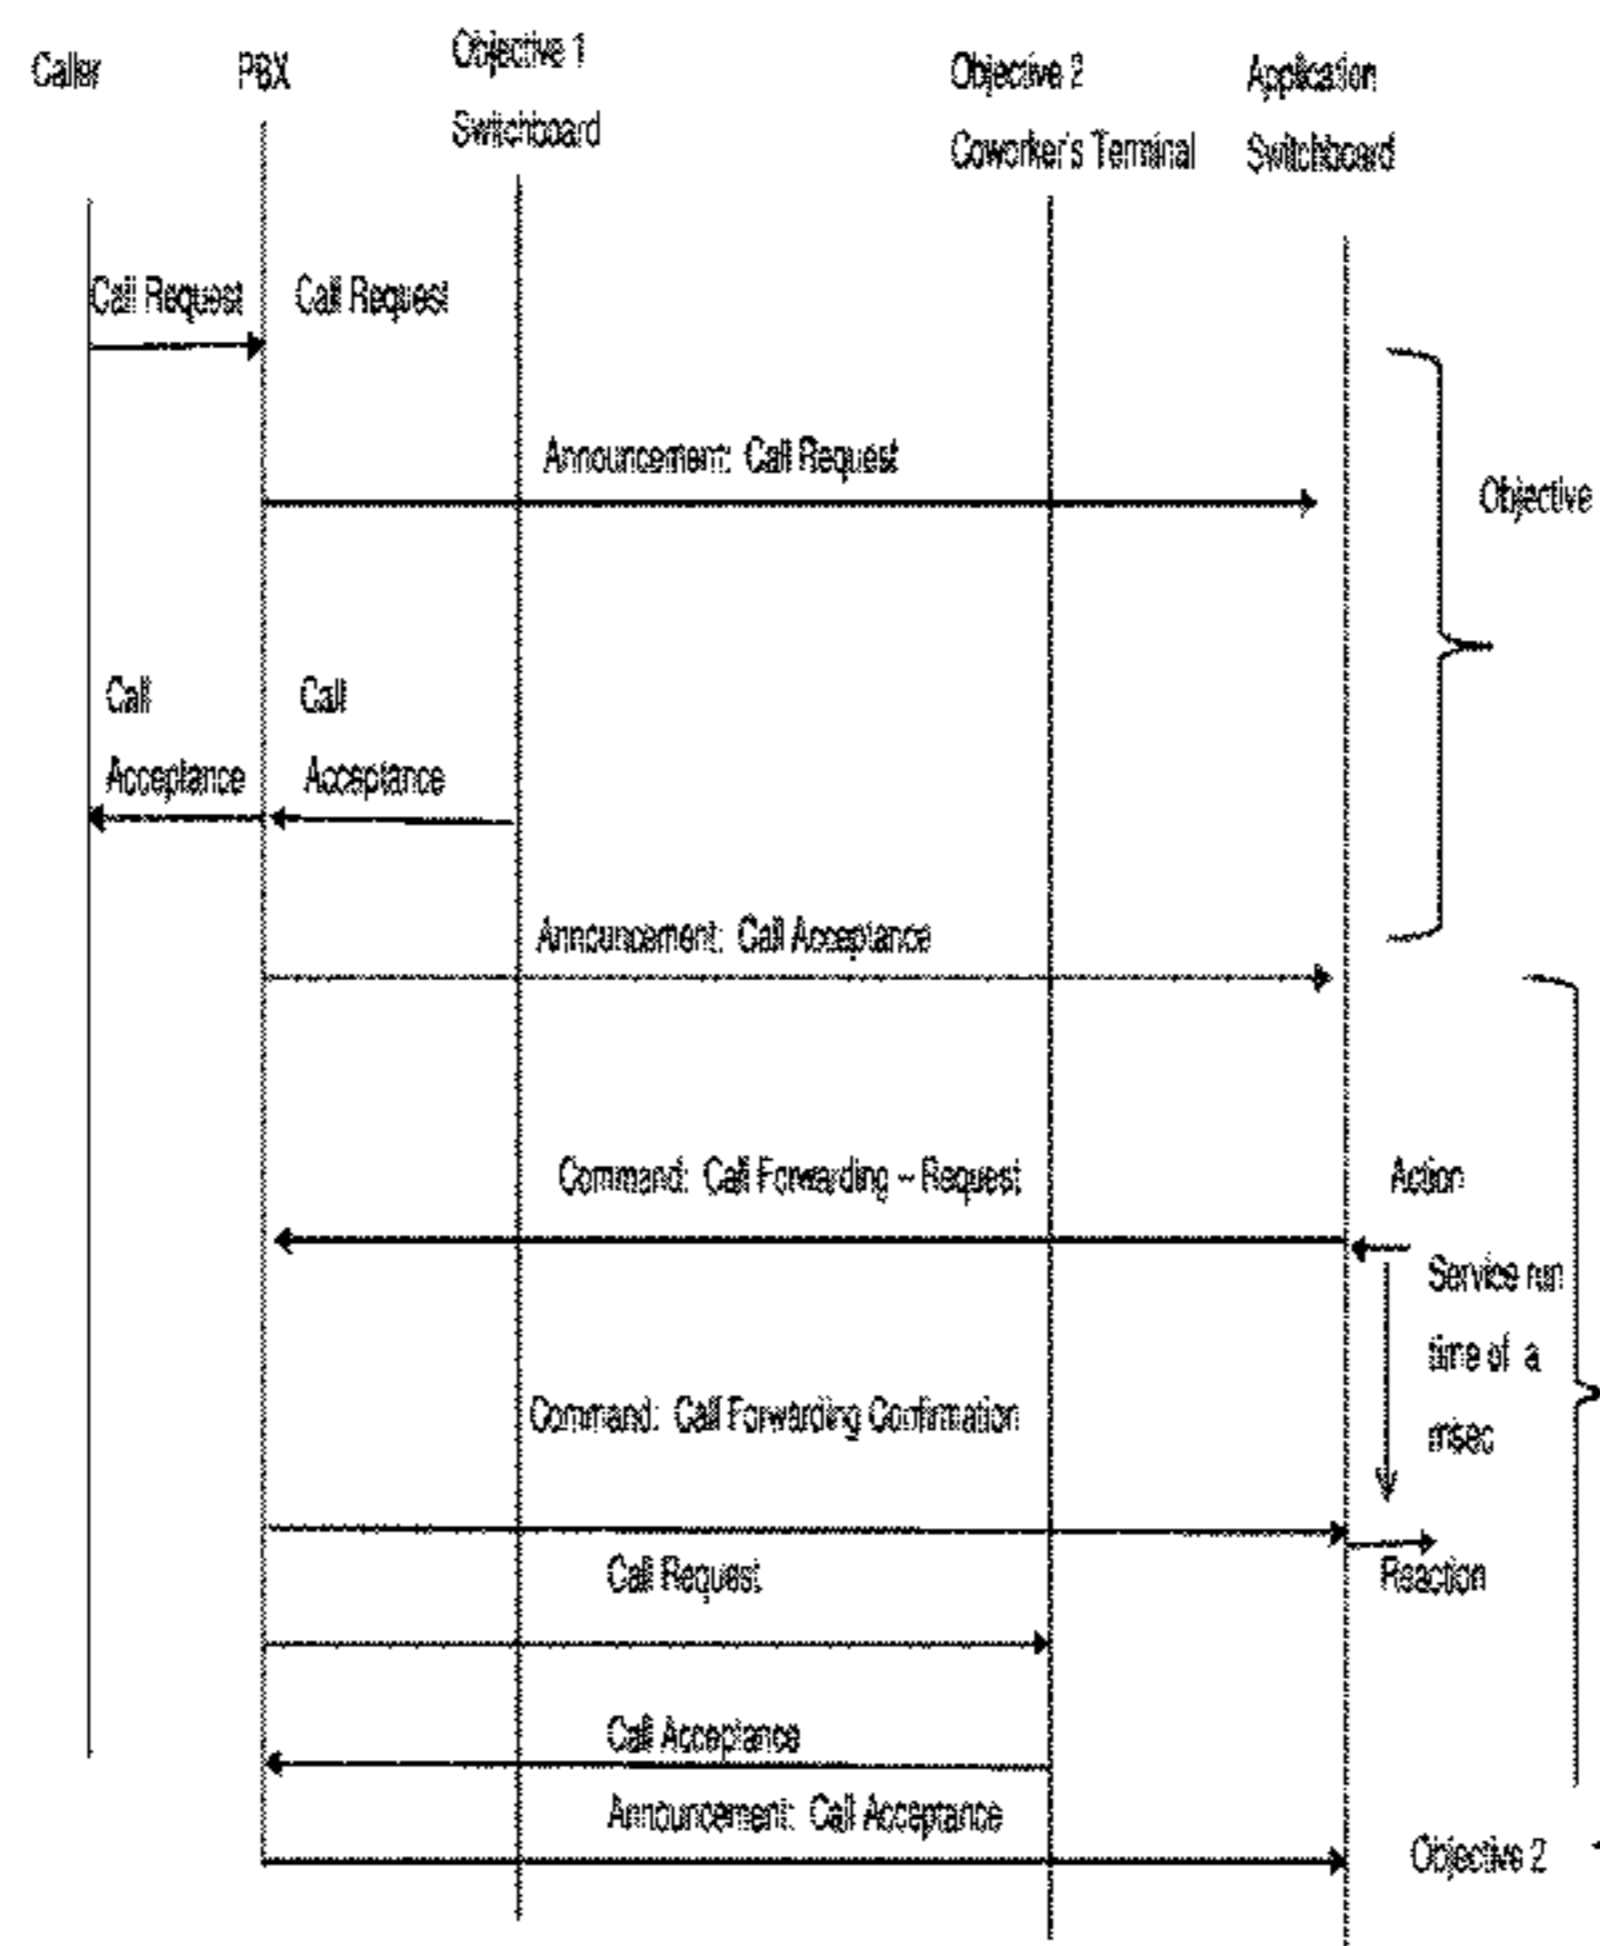 Caller
PBX
Objective 1
Switchboard
Objective 2
Coworker's Terminal
Application
Switchboard
Call Request
Call Request
Announcement: Call Request
Objective
Call
Acceptance
Call
Acceptance
Announcement: Call Acceptance
Command: Call Forwarding – Request
Action
Service run
time of a
msec
Command: Call Forwarding Confirmation
Call Request
Reaction
Call Acceptance
Announcement: Call Acceptance
Objective 2